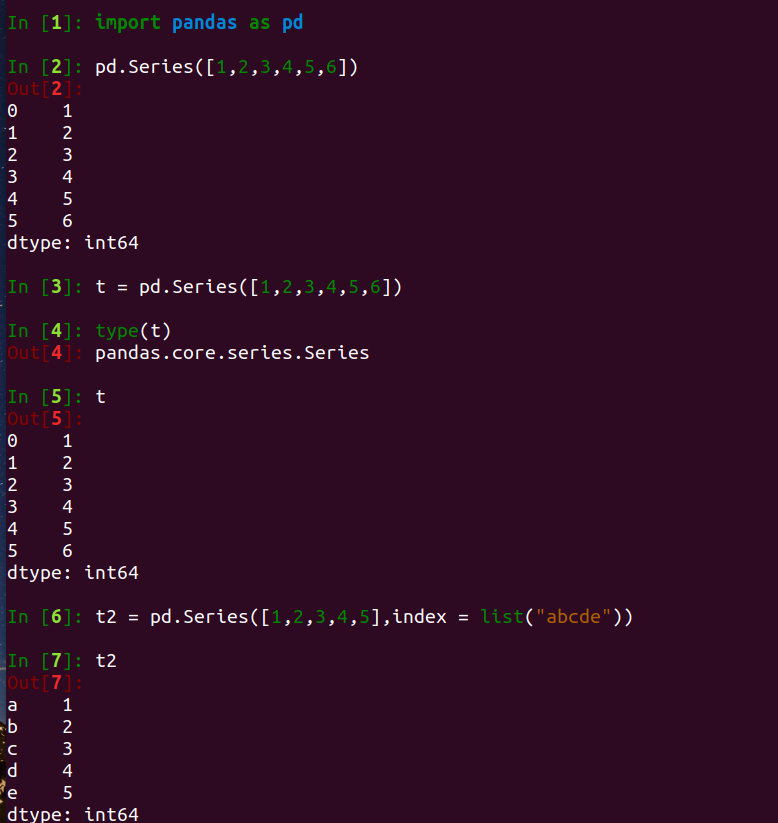 In [1]: import pandas as pd
In [2]: pd.Series([1,2,3,4,5,6])
Out[2]:
0    1
1    2
2    3
3    4
4    5
5    6
dtype: int64
In [3]: t = pd.Series([1,2,3,4,5,6])
In [4]: type(t)
Out[4]: pandas.core.series.Series
In [5]: t
Out[5]:
0    1
1    2
2    3
3    4
4    5
5    6
dtype: int64
In [6]: t2 = pd.Series([1,2,3,4,5],index = list("abcde"))
In [7]: t2
Out[7]:
a    1
b    2
c    3
d    4
e    5
dtype: int64